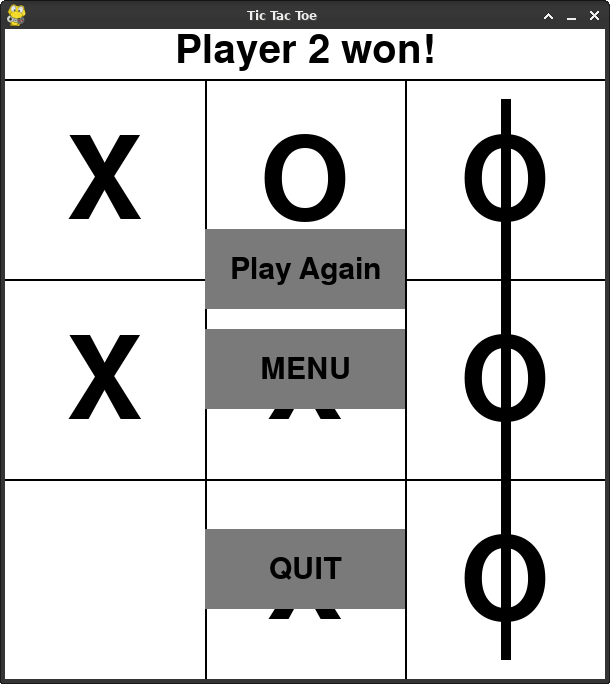 Tic Tac Toe
Player 2 won!
X O O
Play Again
X X O
MENU
X O
QUIT